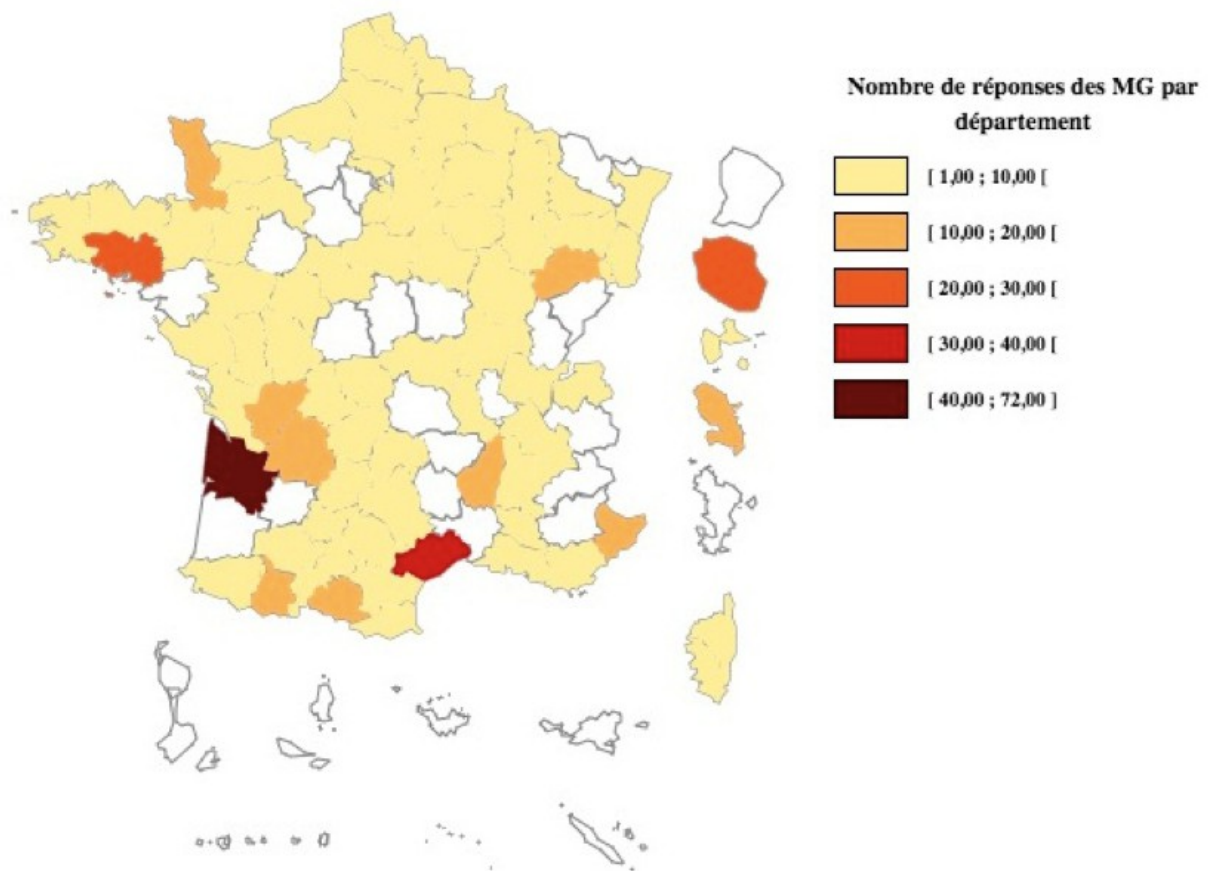 Nombre de réponses des MG par
département
[ 1,00 ; 10,00 [
[ 10,00 ; 20,00 [
[ 20,00 ; 30,00 [
[ 30,00 ; 40,00 [
[ 40,00 ; 72,00 ]